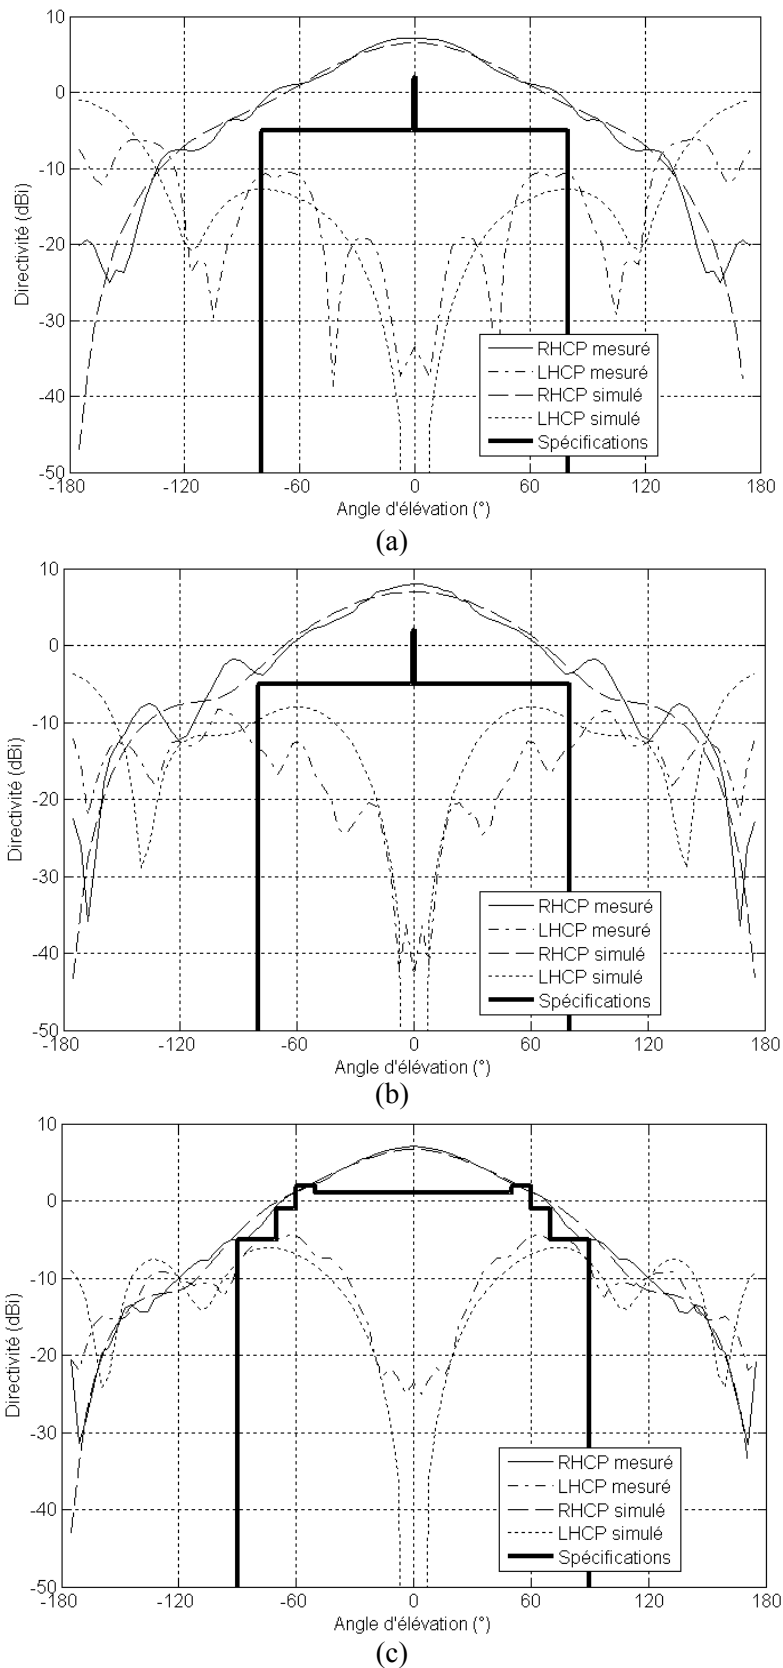 10
0
-10
-20
-30
-40
-50
Directivité (dBi)
-180
-120
-60
0
60
120
180
Angle d'élévation (°)
RHCP mesuré
LHCP mesuré
RHCP simulé
LHCP simulé
Spécifications
(a)
10
0
-10
-20
-30
-40
-50
Directivité (dBi)
-180
-120
-60
0
60
120
180
Angle d'élévation (°)
RHCP mesuré
LHCP mesuré
RHCP simulé
LHCP simulé
Spécifications
(b)
10
0
-10
-20
-30
-40
-50
Directivité (dBi)
-180
-120
-60
0
60
120
180
Angle d'élévation (°)
RHCP mesuré
LHCP mesuré
RHCP simulé
LHCP simulé
Spécifications
(c)